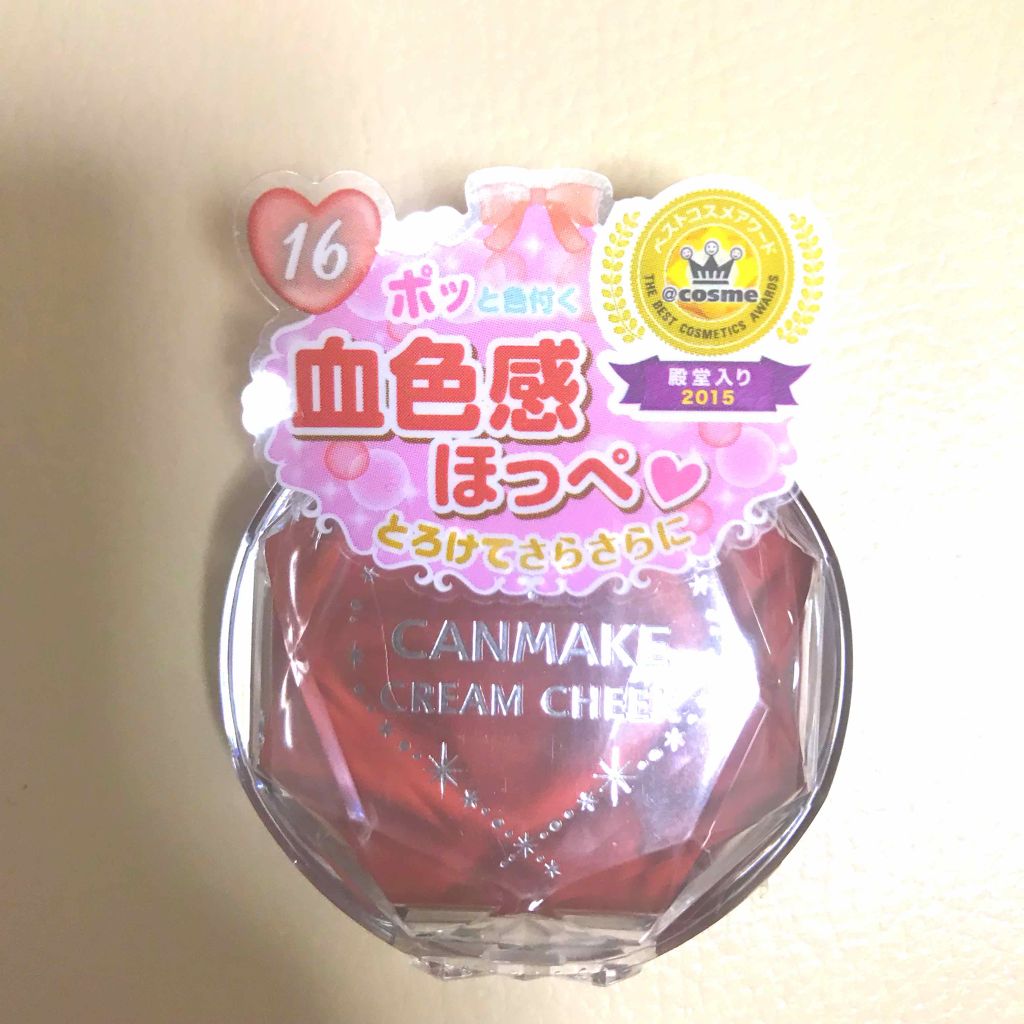 16
ポッと色付く
血色感
ほっぺ♥
とろけてさらさらに
ベストコスメアワード
@cosme
THE BEST COSMETICS AWARDS
殿堂入り
2015
CANMAKE
CREAM CHEEK